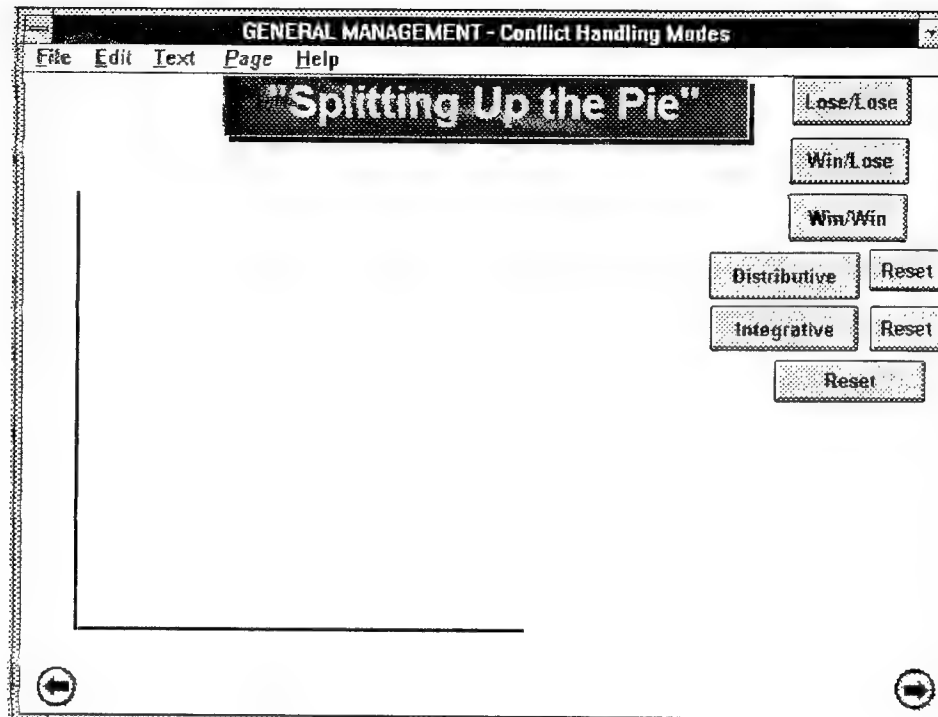 GENERAL MANAGEMENT - Conflict Handling Modes
File Edit Text Page Help
"Splitting Up the Pie"
Lose/Lose
Win/Lose
Win/Win
Distributive Reset
Integrative Reset
Reset